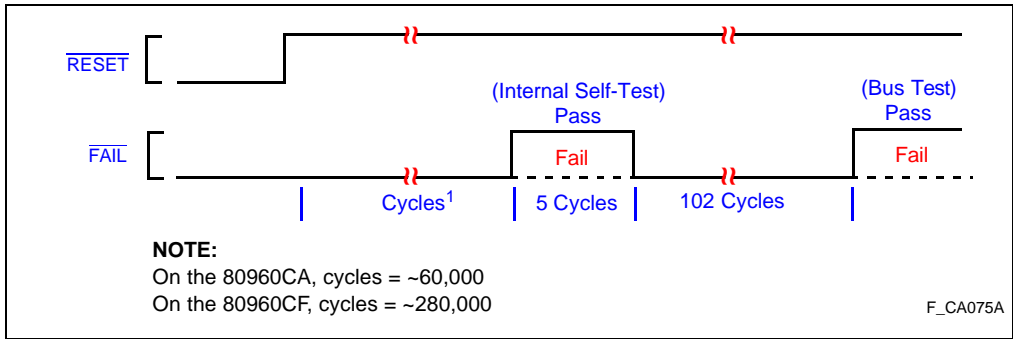 RESET
(Internal Self-Test)
Pass
(Bus Test)
Pass
FAIL
Fail
Fail
Cycles1
5 Cycles
102 Cycles
NOTE:
On the 80960CA, cycles = ~60,000
On the 80960CF, cycles = ~280,000
F_CA075A